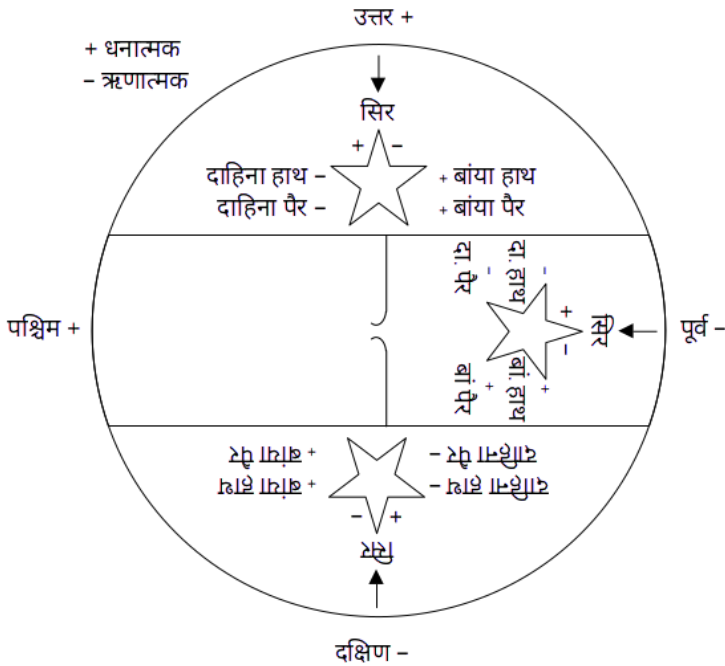 उत्तर +
+ धनात्मक
– ऋणात्मक
सिर
+ –
दाहिना हाथ –
+ बांया हाथ
दाहिना पैर –
+ बांया पैर
दा. पैर –
दा. हाथ –
पश्चिम +
+
–
सिर
पूर्व –
बां पैर +
बां. हाथ +
+ बांया पैर
दाहिना पैर –
+ बांया हाथ
दाहिना हाथ –
– +
सिर
दक्षिण –